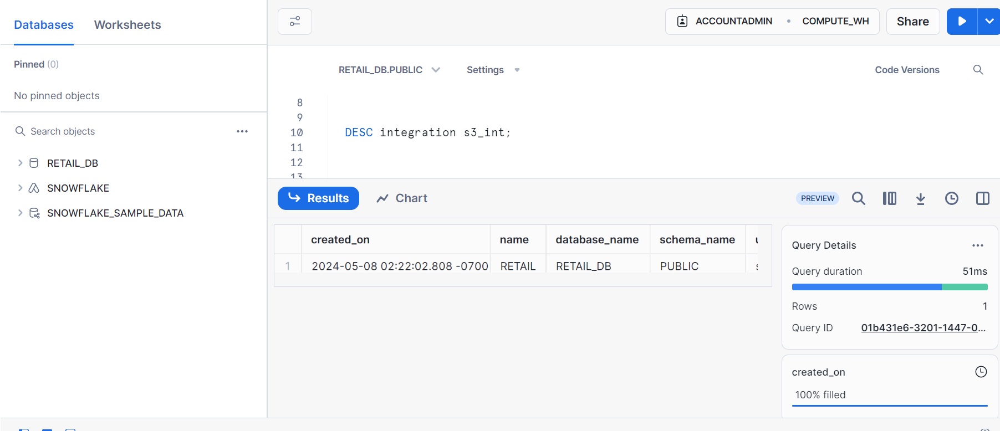 Databases
Worksheets
Pinned (0)
No pinned objects
Search objects
RETAIL_DB
SNOWFLAKE
SNOWFLAKE_SAMPLE_DATA
ACCOUNTADMIN • COMPUTE_WH
Share
RETAIL_DB.PUBLIC
Settings
Code Versions
8
9
10 DESC integration s3_int;
11
12
13
Results
Chart
PREVIEW
created_on name database_name schema_name
1 2024-05-08 02:22:02.808 -0700 RETAIL RETAIL_DB PUBLIC
Query Details
Query duration 51ms
Rows 1
Query ID 01b431e6-3201-1447-0...
created_on
100% filled